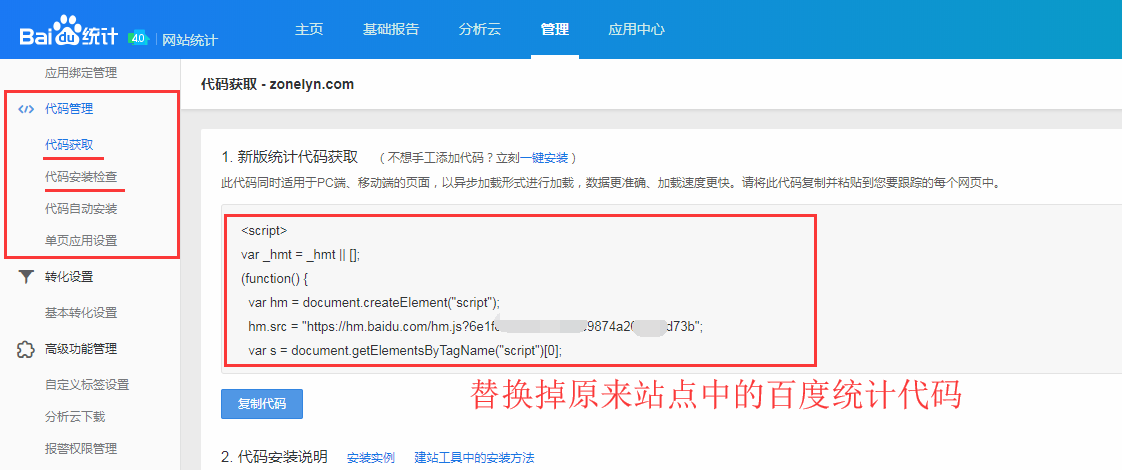 Baidu统计 4.0 网站统计
主页 基础报告 分析云 管理 应用中心
应用绑定管理
代码管理
代码获取
代码安装检查
代码自动安装
单页应用设置
转化设置
基本转化设置
高级功能管理
自定义标签设置
分析云下载
报警权限管理
代码获取 - zonelyn.com
1. 新版统计代码获取 （不想手工添加代码？立刻一键安装）
此代码同时适用于PC端、移动端的页面，以异步加载形式进行加载，数据更准确、加载速度更快。请将此代码复制并粘贴到您要跟踪的每个网页中。
<script>
var _hmt = _hmt || [];
(function() {
var hm = document.createElement("script");
hm.src = "https://hm.baidu.com/hm.js?6e1f 9874a2 d73b";
var s = document.getElementsByTagName("script")[0];
替换掉原来站点中的百度统计代码
复制代码
2. 代码安装说明 安装实例 建站工具中的安装方法